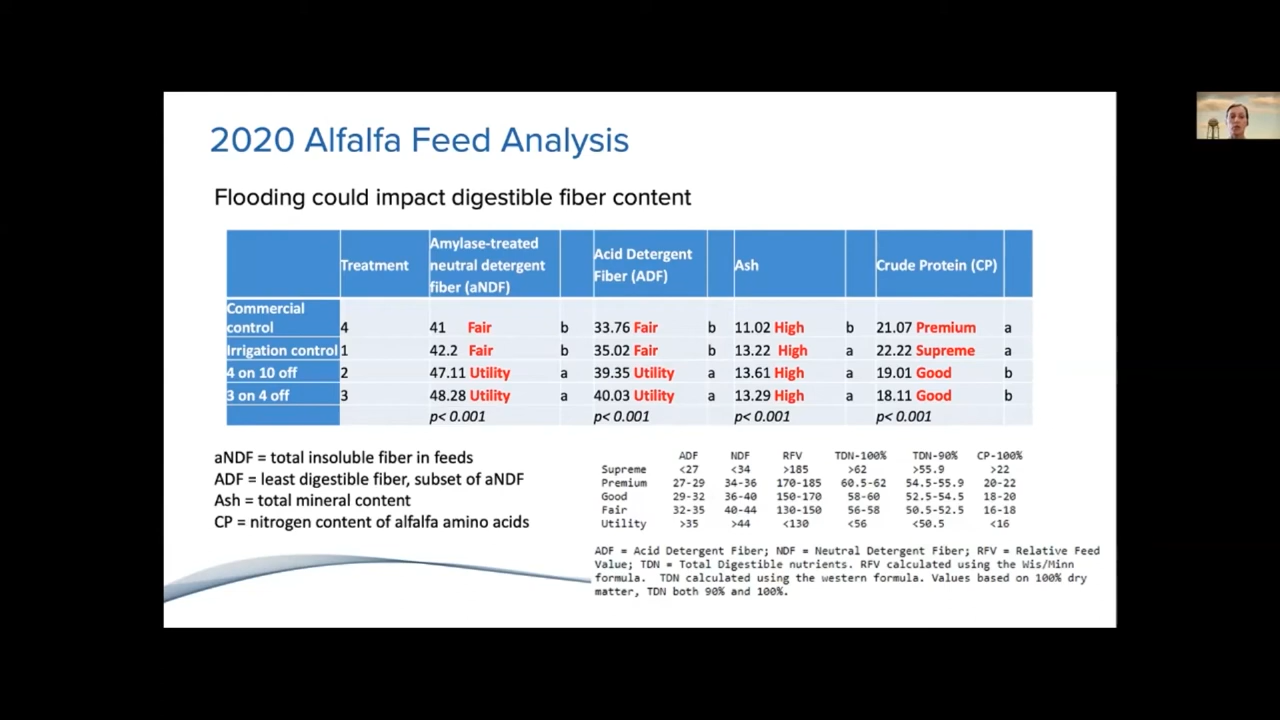 2020 Alfalfa Feed Analysis
Flooding could impact digestible fiber content
Treatment Amylase-treated neutral detergent fiber (aNDF) Acid Detergent Fiber (ADF) Ash Crude Protein (CP)
Commercial control 4 41 Fair b 33.76 Fair b 11.02 High b 21.07 Premium a
Irrigation control 1 42.2 Fair b 35.02 Fair b 13.22 High a 22.22 Supreme a
4 on 10 off 2 47.11 Utility a 39.35 Utility a 13.61 High a 19.01 Good b
3 on 4 off 3 48.28 Utility a 40.03 Utility a 13.29 High a 18.11 Good b
p< 0.001 p< 0.001 p< 0.001 p< 0.001
aNDF = total insoluble fiber in feeds
ADF = least digestible fiber, subset of aNDF
Ash = total mineral content
CP = nitrogen content of alfalfa amino acids
ADF NDF RFV TDN-100% TDN-90% CP-100%
Supreme <27 <34 >185 >62 >55.9 >22
Premium 27-29 34-36 170-185 60.5-62 54.5-55.9 20-22
Good 29-32 36-40 150-170 58-60 52.5-54.5 18-20
Fair 32-35 40-44 130-150 56-58 50.5-52.5 16-18
Utility >35 >44 <130 <56 <50.5 <16
ADF = Acid Detergent Fiber; NDF = Neutral Detergent Fiber; RFV = Relative Feed
Value; TDN = Total Digestible nutrients. RFV calculated using the Wis/Minn
formula. TDN calculated using the western formula. Values based on 100% dry
matter, TDN both 90% and 100%.